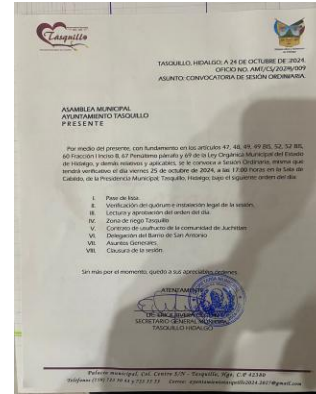 Tasquillo
TASQUILLO, HIDALGO; A 24 DE OCTUBRE DE 2024.
OFICIO NO. AMT/CS/2024/009
ASUNTO: CONVOCATORIA DE SESIÓN ORDINARIA.
ASAMBLEA MUNICIPAL
AYUNTAMIENTO TASQUILLO
P R E S E N T E
Por medio del presente, con fundamento en los artículos 47, 48, 49, 49 BIS, 52, 52 BIS,
60 Fracción I inciso B, 67 Penúltimo párrafo y 69 de la Ley Orgánica Municipal del Estado
de Hidalgo, y demás relativos y aplicables, se le convoca a Sesión Ordinaria, misma que
tendrá verificativo el día viernes 25 de octubre de 2024, a las 17:00 horas en la Sala de
Cabildo, de la Presidencia Municipal, Tasquillo, Hidalgo; bajo el siguiente orden del día:
I. Pase de lista.
II. Verificación del quórum e instalación legal de la sesión.
III. Lectura y aprobación del orden del día.
IV. Zona de riego Tasquillo
V. Contrato de usufructo de la comunidad de Juchitlan
VI. Delegación del Barrio de San Antonio
VII. Asuntos Generales.
VIII. Clausura de la sesión.
Sin más por el momento, quedo a sus apreciables órdenes
ATENTAMENTE
SECRETARIO GENERAL MUNICIPAL
TASQUILLO HIDALGO
Palacio municipal, Col. Centro S/N - Tasquillo, Hgo, C.P 42380